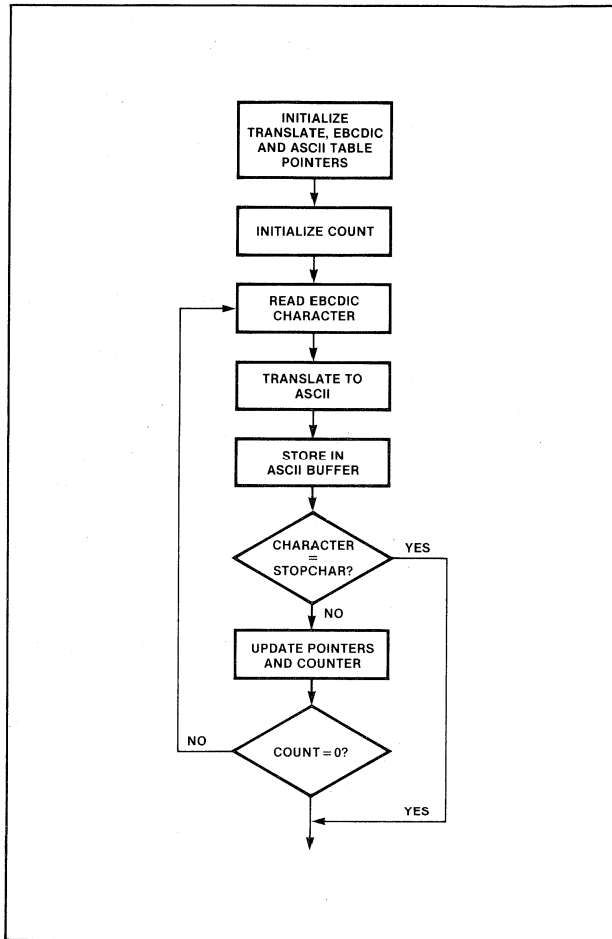 INITIALIZE
TRANSLATE, EBCDIC
AND ASCII TABLE
POINTERS
INITIALIZE COUNT
READ EBCDIC
CHARACTER
TRANSLATE TO
ASCII
STORE IN
ASCII BUFFER
CHARACTER
=
STOPCHAR?
YES
NO
UPDATE POINTERS
AND COUNTER
COUNT = 0?
NO
YES